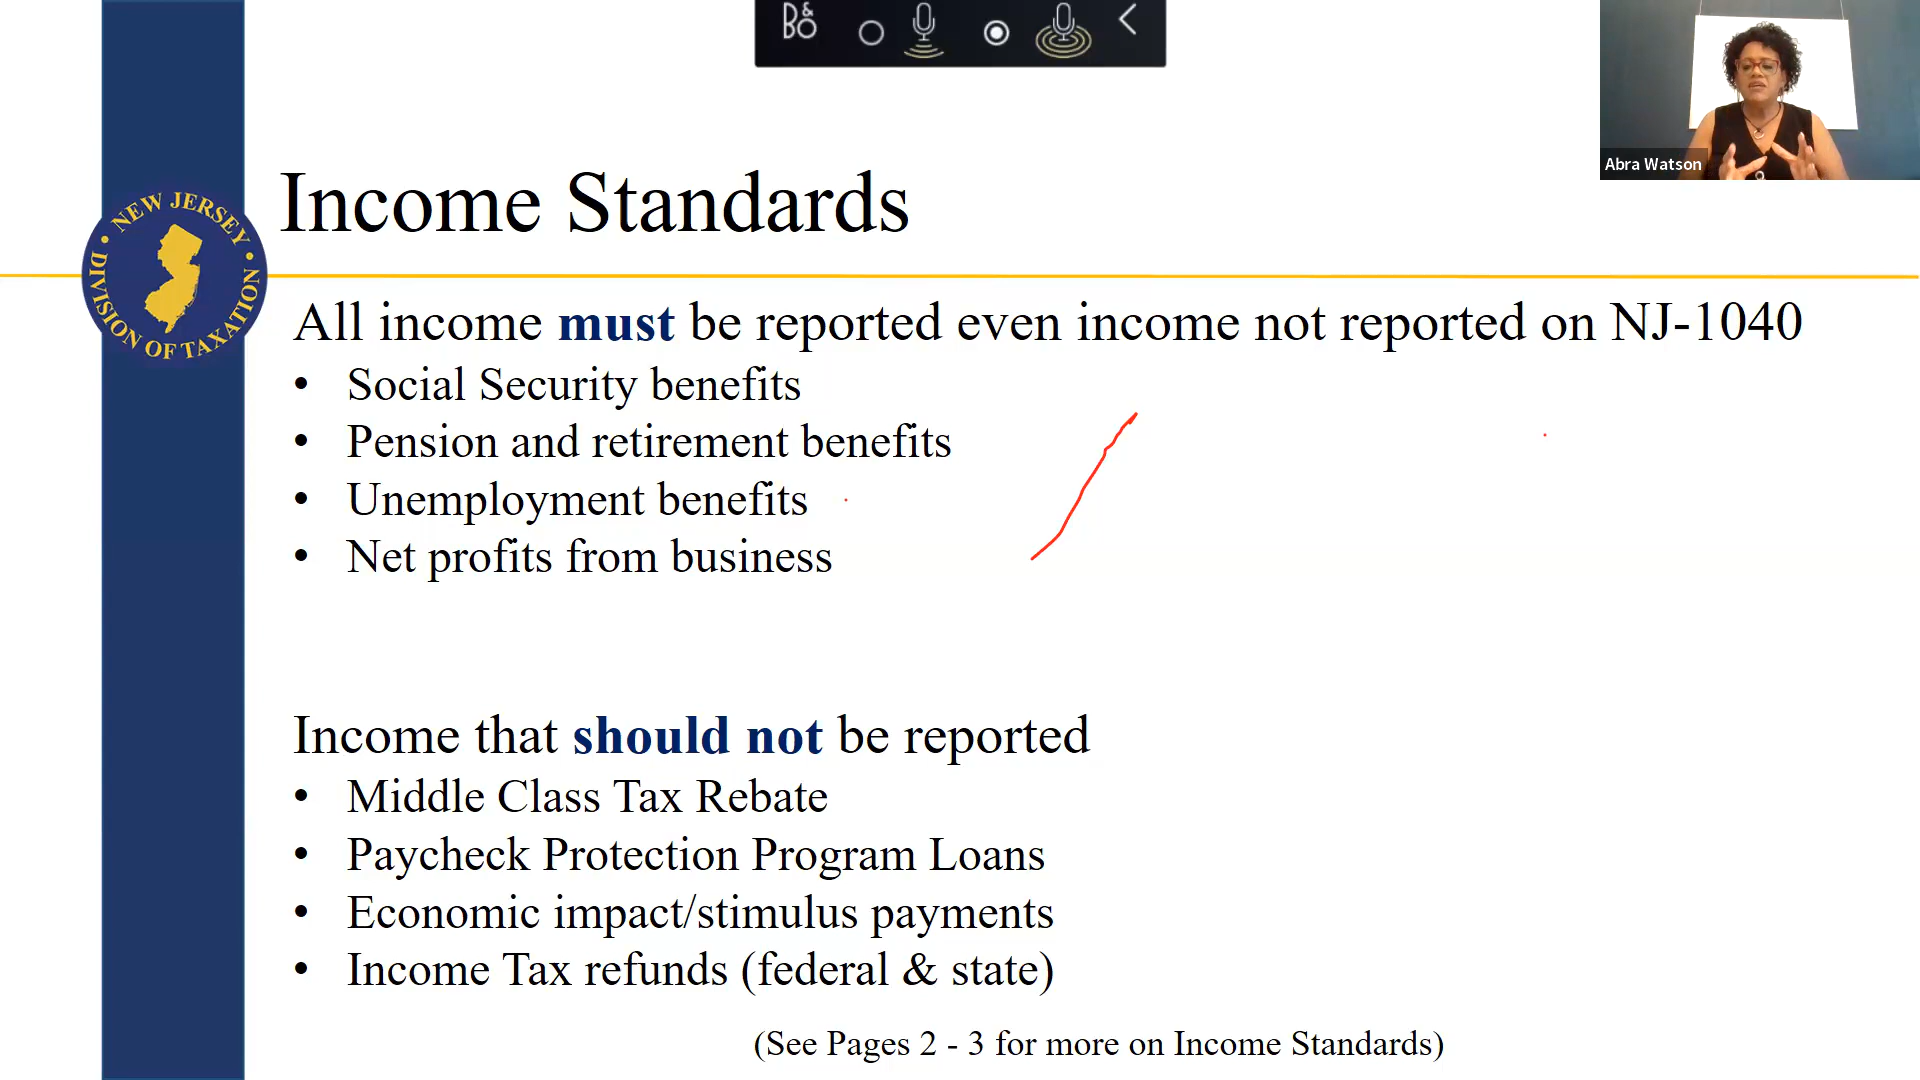 B&O
Abra Watson
NEW JERSEY
DIVISION OF TAXATION
Income Standards
All income must be reported even income not reported on NJ-1040
• Social Security benefits
• Pension and retirement benefits
• Unemployment benefits
• Net profits from business
Income that should not be reported
• Middle Class Tax Rebate
• Paycheck Protection Program Loans
• Economic impact/stimulus payments
• Income Tax refunds (federal & state)
(See Pages 2 - 3 for more on Income Standards)